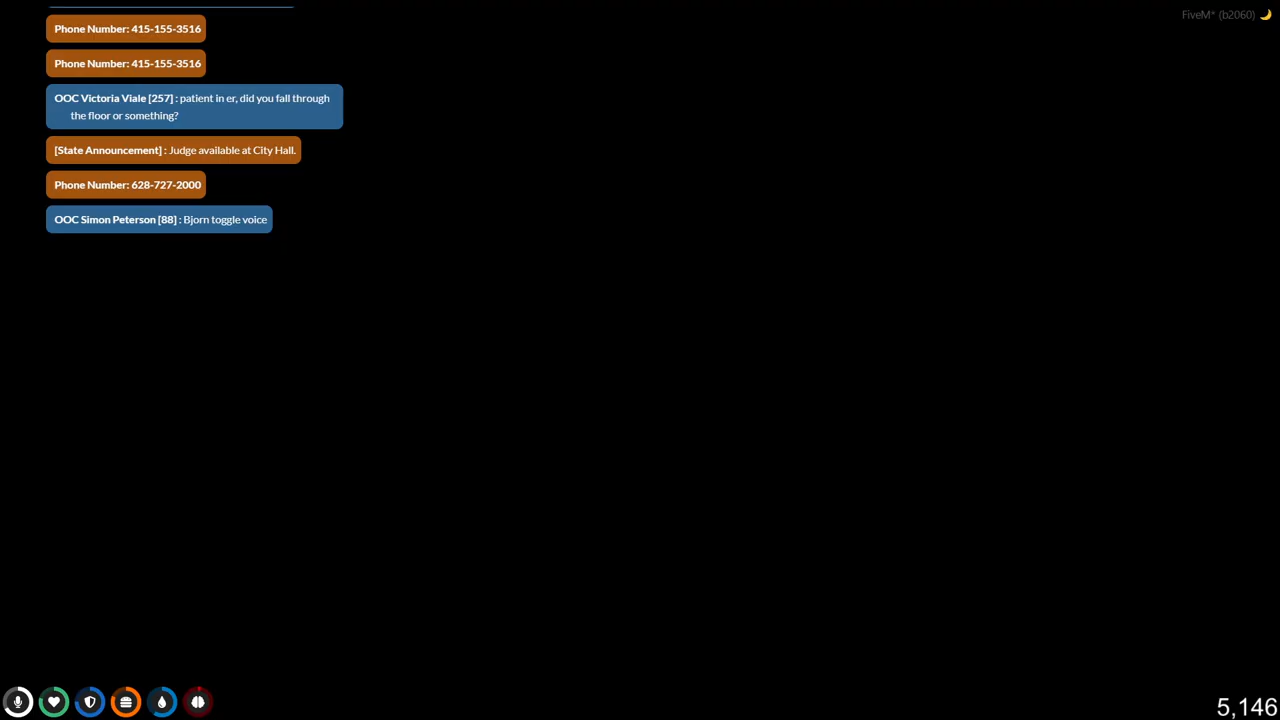 FiveM* (b2060)
Phone Number: 415-155-3516
Phone Number: 415-155-3516
OOC Victoria Viale [257] : patient in er, did you fall through
the floor or something?
[State Announcement] : Judge available at City Hall.
Phone Number: 628-727-2000
OOC Simon Peterson [88] : Bjorn toggle voice
5,146